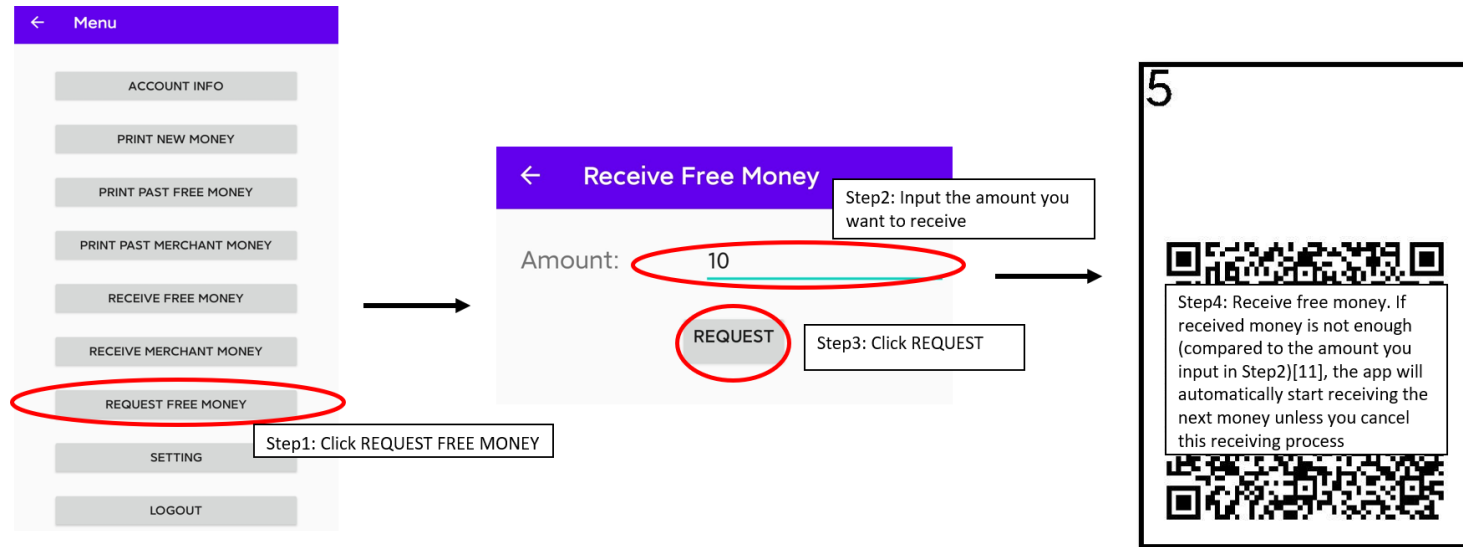 Menu
ACCOUNT INFO
PRINT NEW MONEY
PRINT PAST FREE MONEY
PRINT PAST MERCHANT MONEY
RECEIVE FREE MONEY
RECEIVE MERCHANT MONEY
REQUEST FREE MONEY
Step1: Click REQUEST FREE MONEY
SETTING
LOGOUT
Receive Free Money
Step2: Input the amount you
want to receive
Amount:
10
REQUEST
Step3: Click REQUEST
5
Step4: Receive free money. If
received money is not enough
(compared to the amount you
input in Step2)[11], the app will
automatically start receiving the
next money unless you cancel
this receiving process